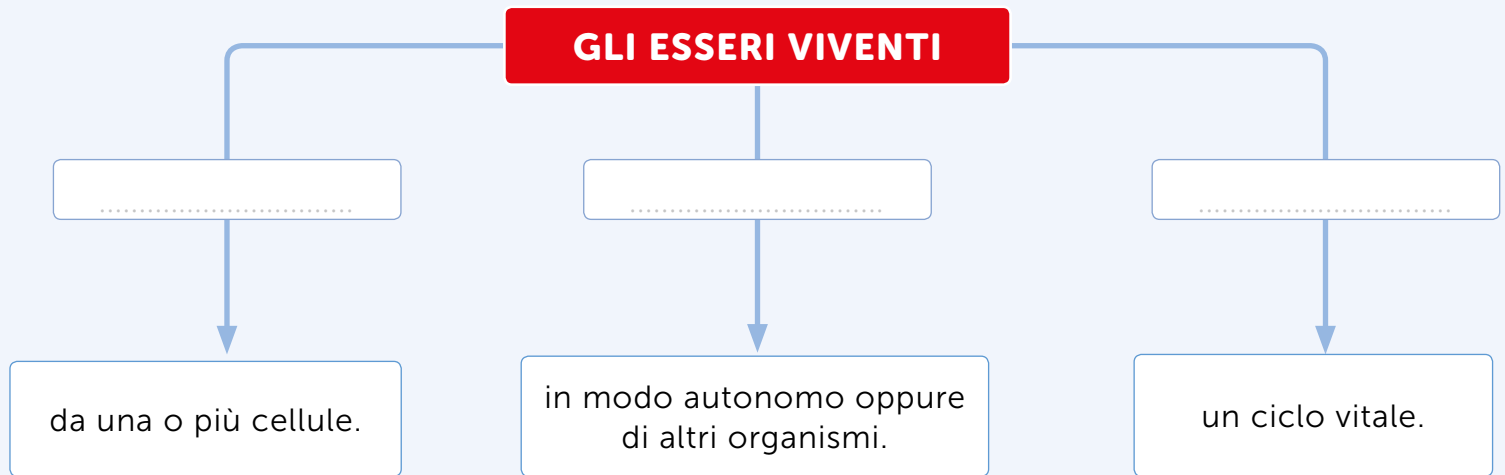 GLI ESSERI VIVENTI
da una o più cellule.
in modo autonomo oppure
di altri organismi.
un ciclo vitale.